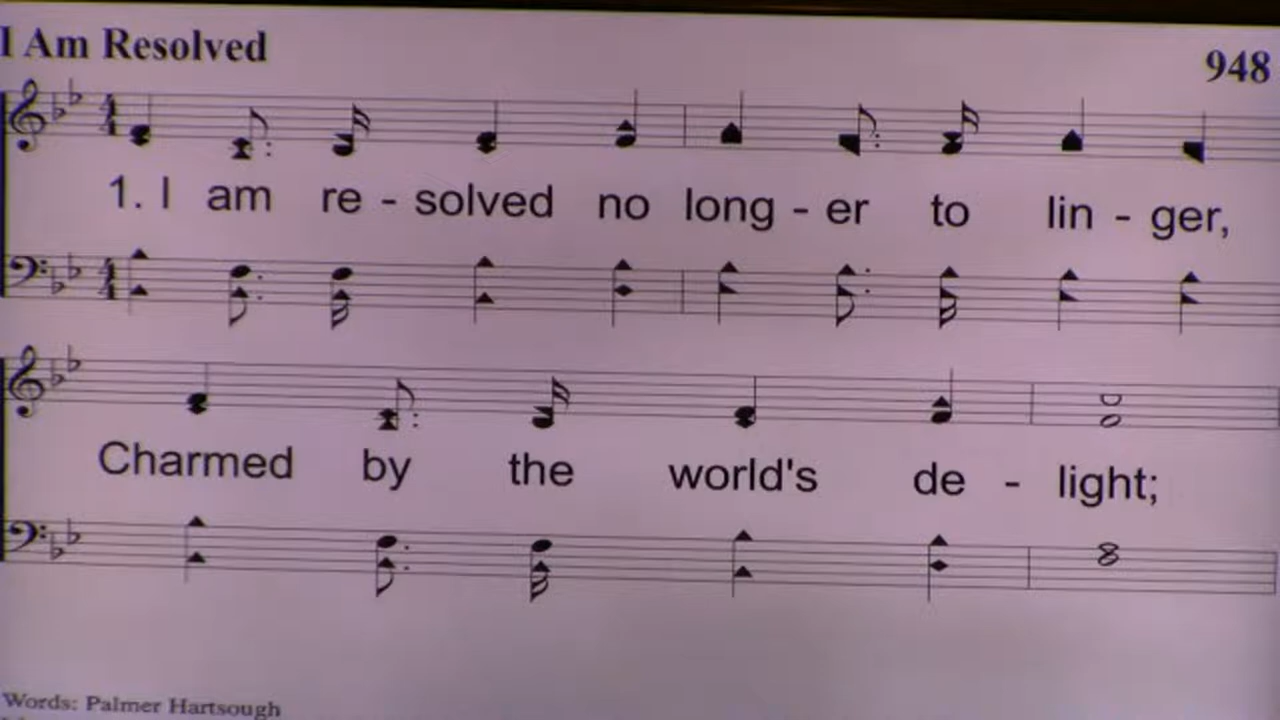 I Am Resolved
948
1. I am re - solved no long - er to lin - ger,
Charmed by the world's de - light;
Words: Palmer Hartsough